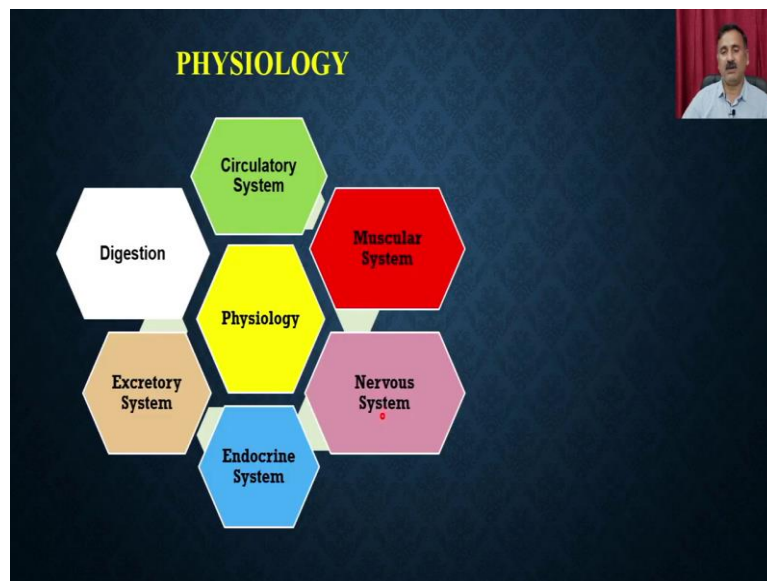 PHYSIOLOGY
Circulatory
System
Muscular
System
Digestion
Physiology
Excretory
System
Nervous
System
Endocrine
System